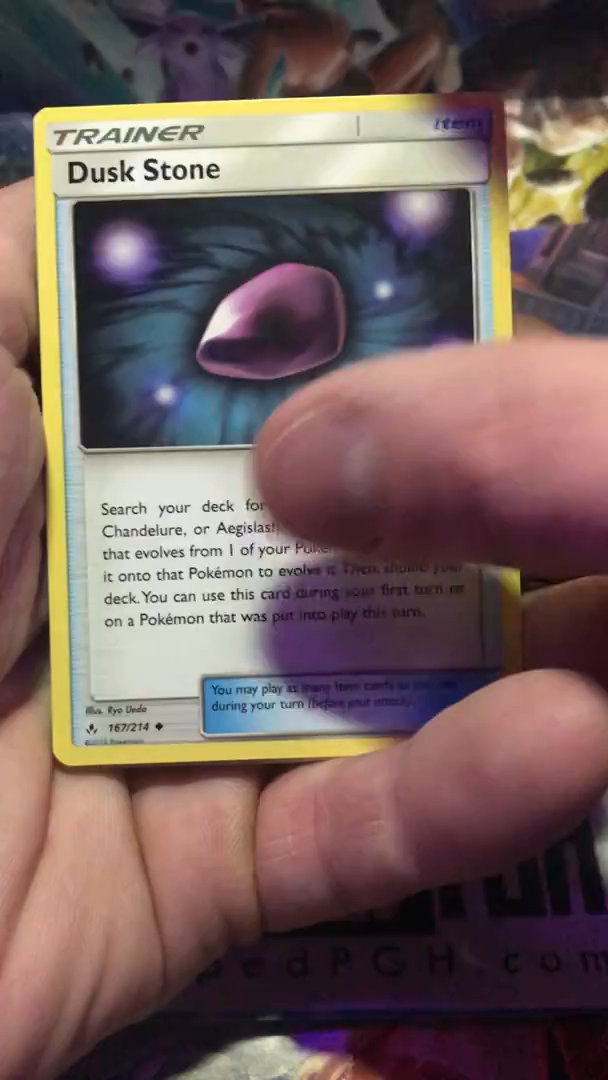 TRAINER
Item
Dusk Stone
Search your deck for
Chandelure, or Aegislash
that evolves from 1 of your
it onto that Pokémon to evolve it. Then, shuffle your
deck. You can use this card during your first turn or
on a Pokémon that was put into play this turn.
You may play as many Item cards as you like
during your turn (before your attack).
Illus. Ryo Ueda
167/214
edPGH.com